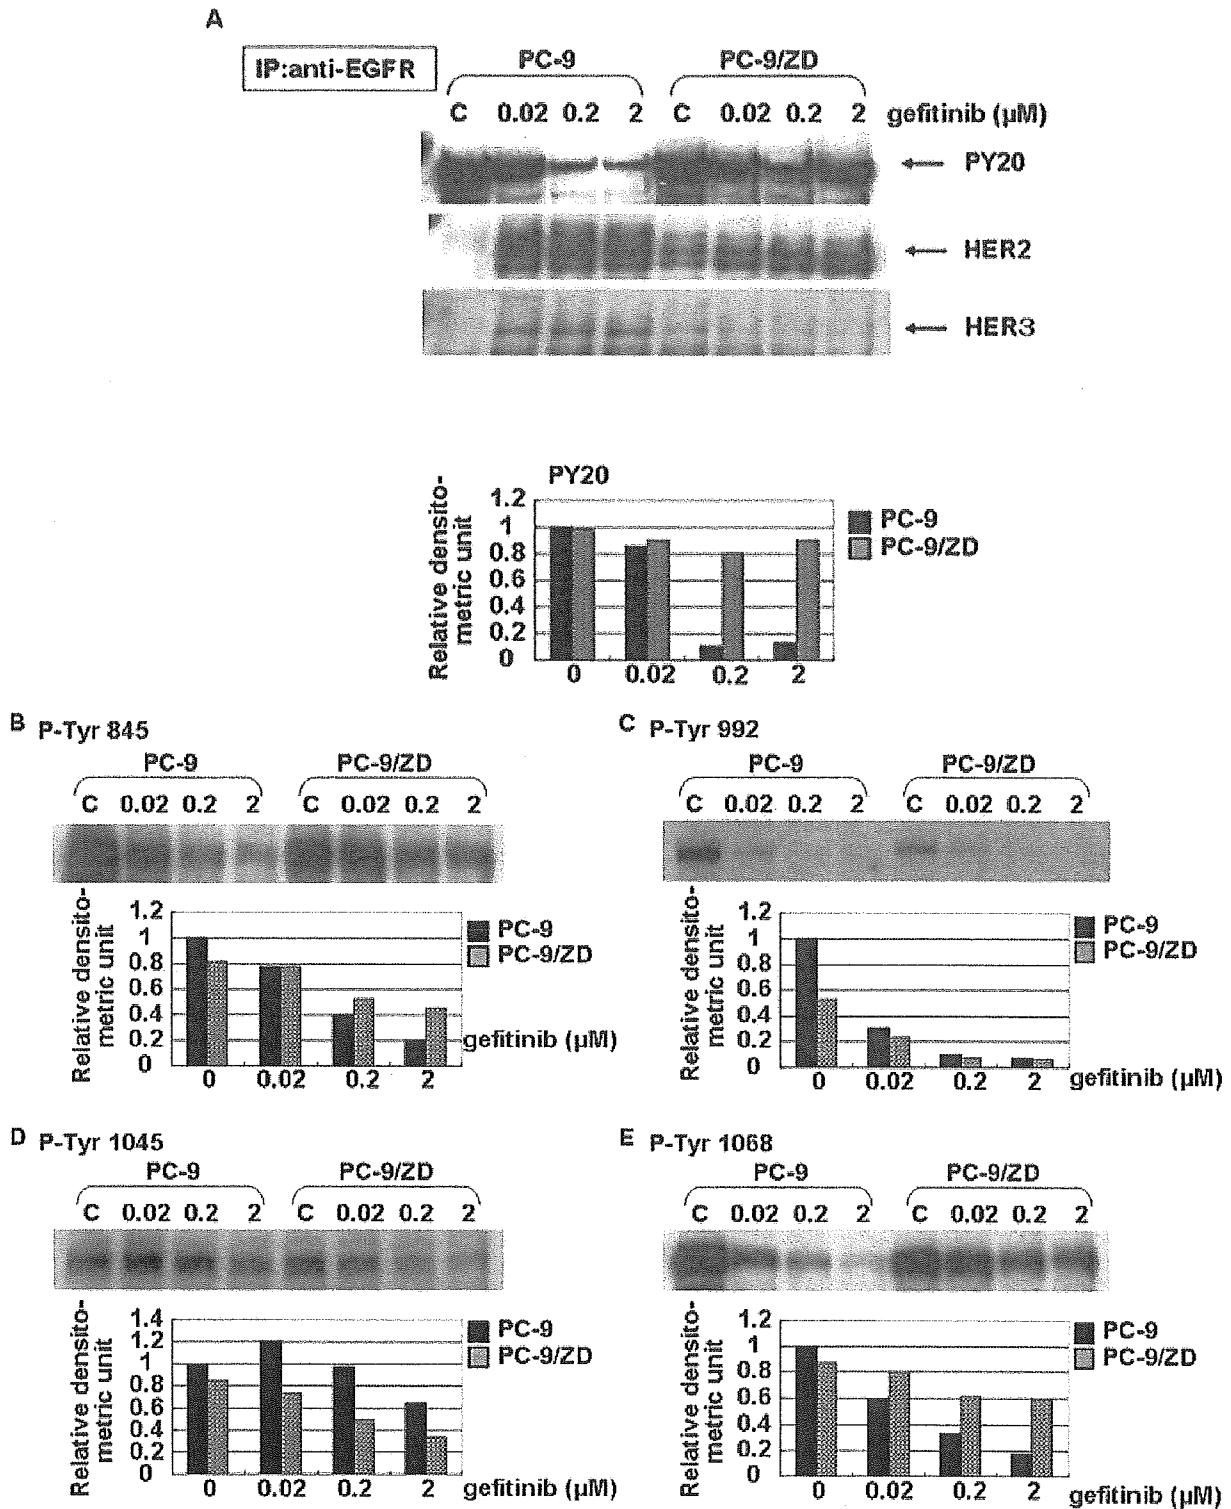 A
IP:anti-EGFR
PC-9 PC-9/ZD
C 0.02 0.2 2 C 0.02 0.2 2 gefitinib (µM)
PY20
HER2
HER3
PY20
Relative densito-
metric unit
1.2
1
0.8
0.6
0.4
0.2
0
0 0.02 0.2 2
PC-9
PC-9/ZD
B P-Tyr 845
PC-9 PC-9/ZD
C 0.02 0.2 2 C 0.02 0.2 2
Relative densito-
metric unit
1.2
1
0.8
0.6
0.4
0.2
0
0 0.02 0.2 2
gefitinib (µM)
PC-9
PC-9/ZD
C P-Tyr 992
PC-9 PC-9/ZD
C 0.02 0.2 2 C 0.02 0.2 2
Relative densito-
metric unit
1.2
1
0.8
0.6
0.4
0.2
0
0 0.02 0.2 2 gefitinib (µM)
PC-9
PC-9/ZD
D P-Tyr 1045
PC-9 PC-9/ZD
C 0.02 0.2 2 C 0.02 0.2 2
Relative densito-
metric unit
1.4
1.2
1
0.8
0.6
0.4
0.2
0
0 0.02 0.2 2 gefitinib (µM)
PC-9
PC-9/ZD
E P-Tyr 1068
PC-9 PC-9/ZD
C 0.02 0.2 2 C 0.02 0.2 2
Relative densito-
metric unit
1.2
1
0.8
0.6
0.4
0.2
0
0 0.02 0.2 2 gefitinib (µM)
PC-9
PC-9/ZD